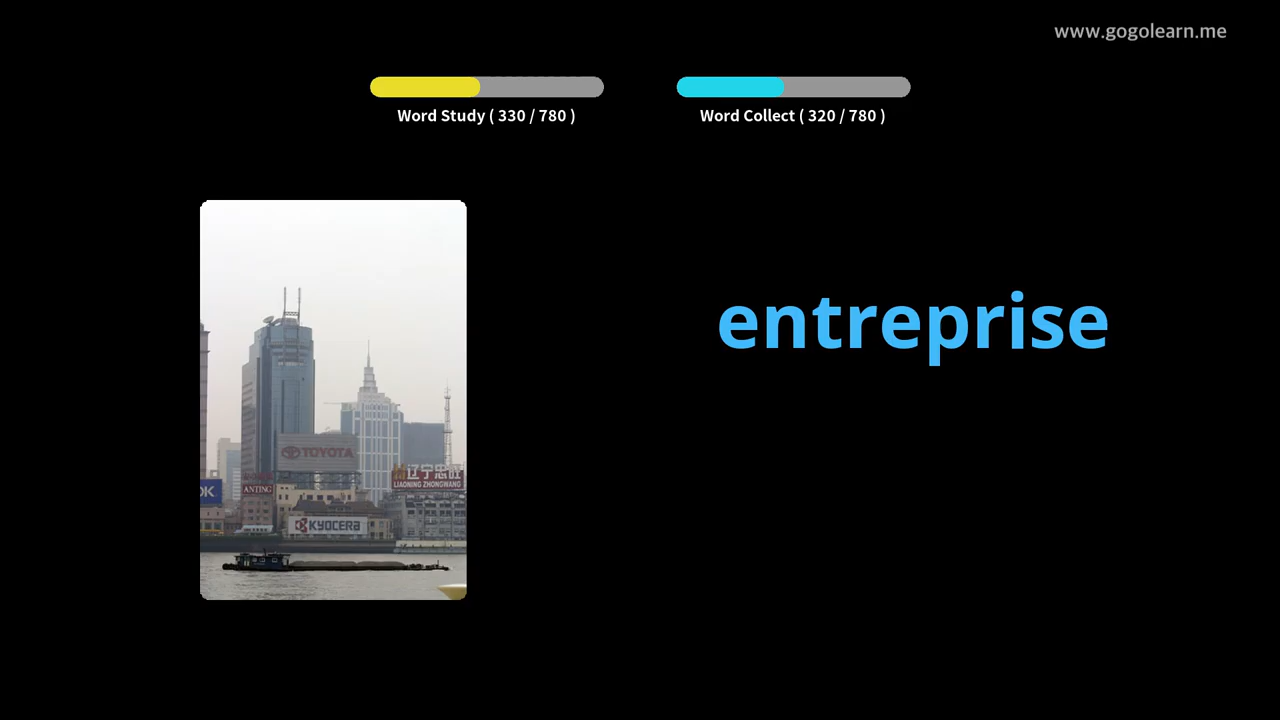 www.gogolearn.me
Word Study ( 330 / 780 )
Word Collect ( 320 / 780 )
entreprise
TOYOTA
辽宁忠旺
LIAONING ZHONGWANG
OK
ANTING
KYOCERA